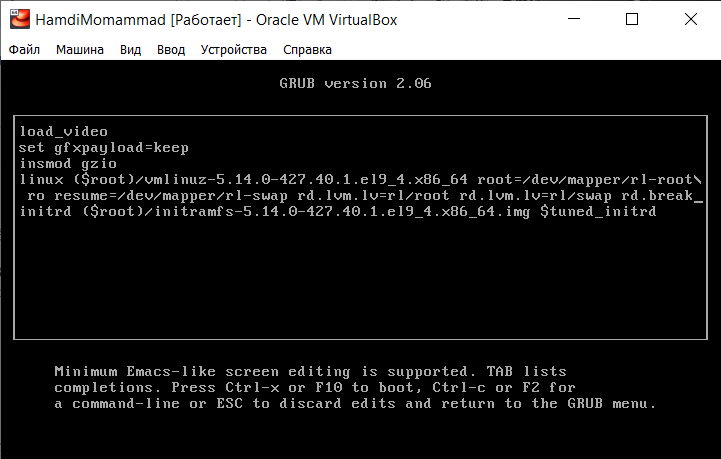 HamdiMomammad [Работает] - Oracle VM VirtualBox
Файл Машина Вид Ввод Устройства Справка
GRUB version 2.06
load_video
set gfxpayload=keep
insmod gzio
linux ($root)/vmlinuz-5.14.0-427.40.1.el9_4.x86_64 root=/dev/mapper/rl-root\
ro resume=/dev/mapper/rl-swap rd.lvm.lv=rl/root rd.lvm.lv=rl/swap rd.break_
initrd ($root)/initramfs-5.14.0-427.40.1.el9_4.x86_64.img $tuned_initrd
Minimum Emacs-like screen editing is supported. TAB lists
completions. Press Ctrl-x or F10 to boot, Ctrl-c or F2 for
a command-line or ESC to discard edits and return to the GRUB menu.